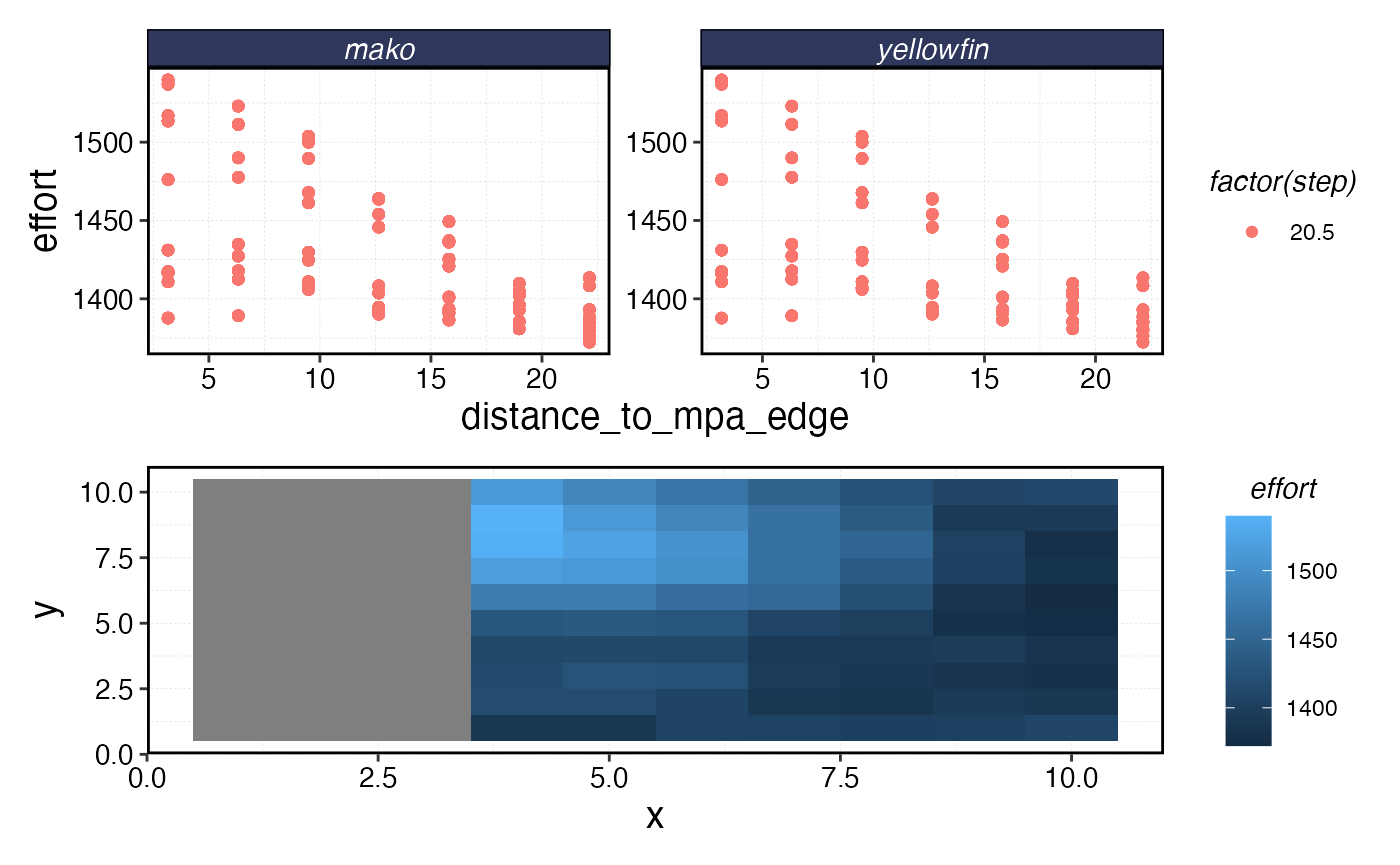 mako yellowfin
effort
1500 1500
1450 1450
1400 1400
5 10 15 20 5 10 15 20
distance_to_mpa_edge
factor(step)
20.5
y
10.0
7.5
5.0
2.5
0.0
0.0 2.5 5.0 7.5 10.0
x
effort
1500
1450
1400